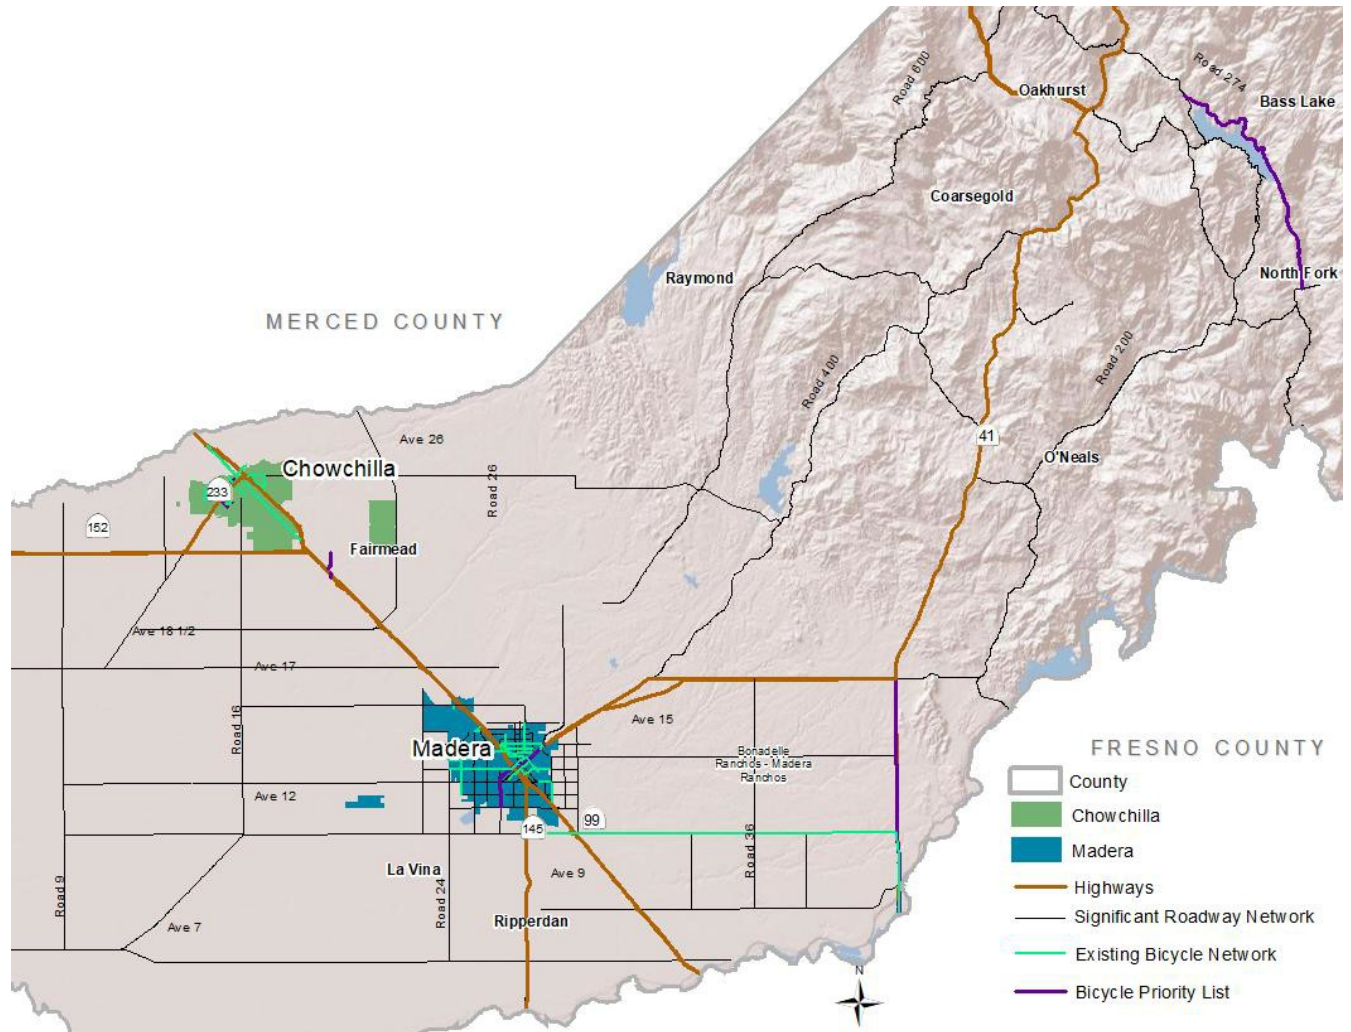 Road 600
Oakhurst
Road 274
Bass Lake
Coarsegold
Raymond
North Fork
MERCED COUNTY
Road 400
Road 200
41
Ave 26
Chowchilla
O'Neals
Road 26
233
152
Fairmead
Ave 18 1/2
Ave 17
Road 16
Ave 15
Madera
Bonadelle
Ranchos - Madera
Ranchos
FRESNO COUNTY
Ave 12
145
99
Road 36
La Vina
Ave 9
Road 9
Road 24
Ripperdan
Ave 7
N
County
Chowchilla
Madera
Highways
Significant Roadway Network
Existing Bicycle Network
Bicycle Priority List